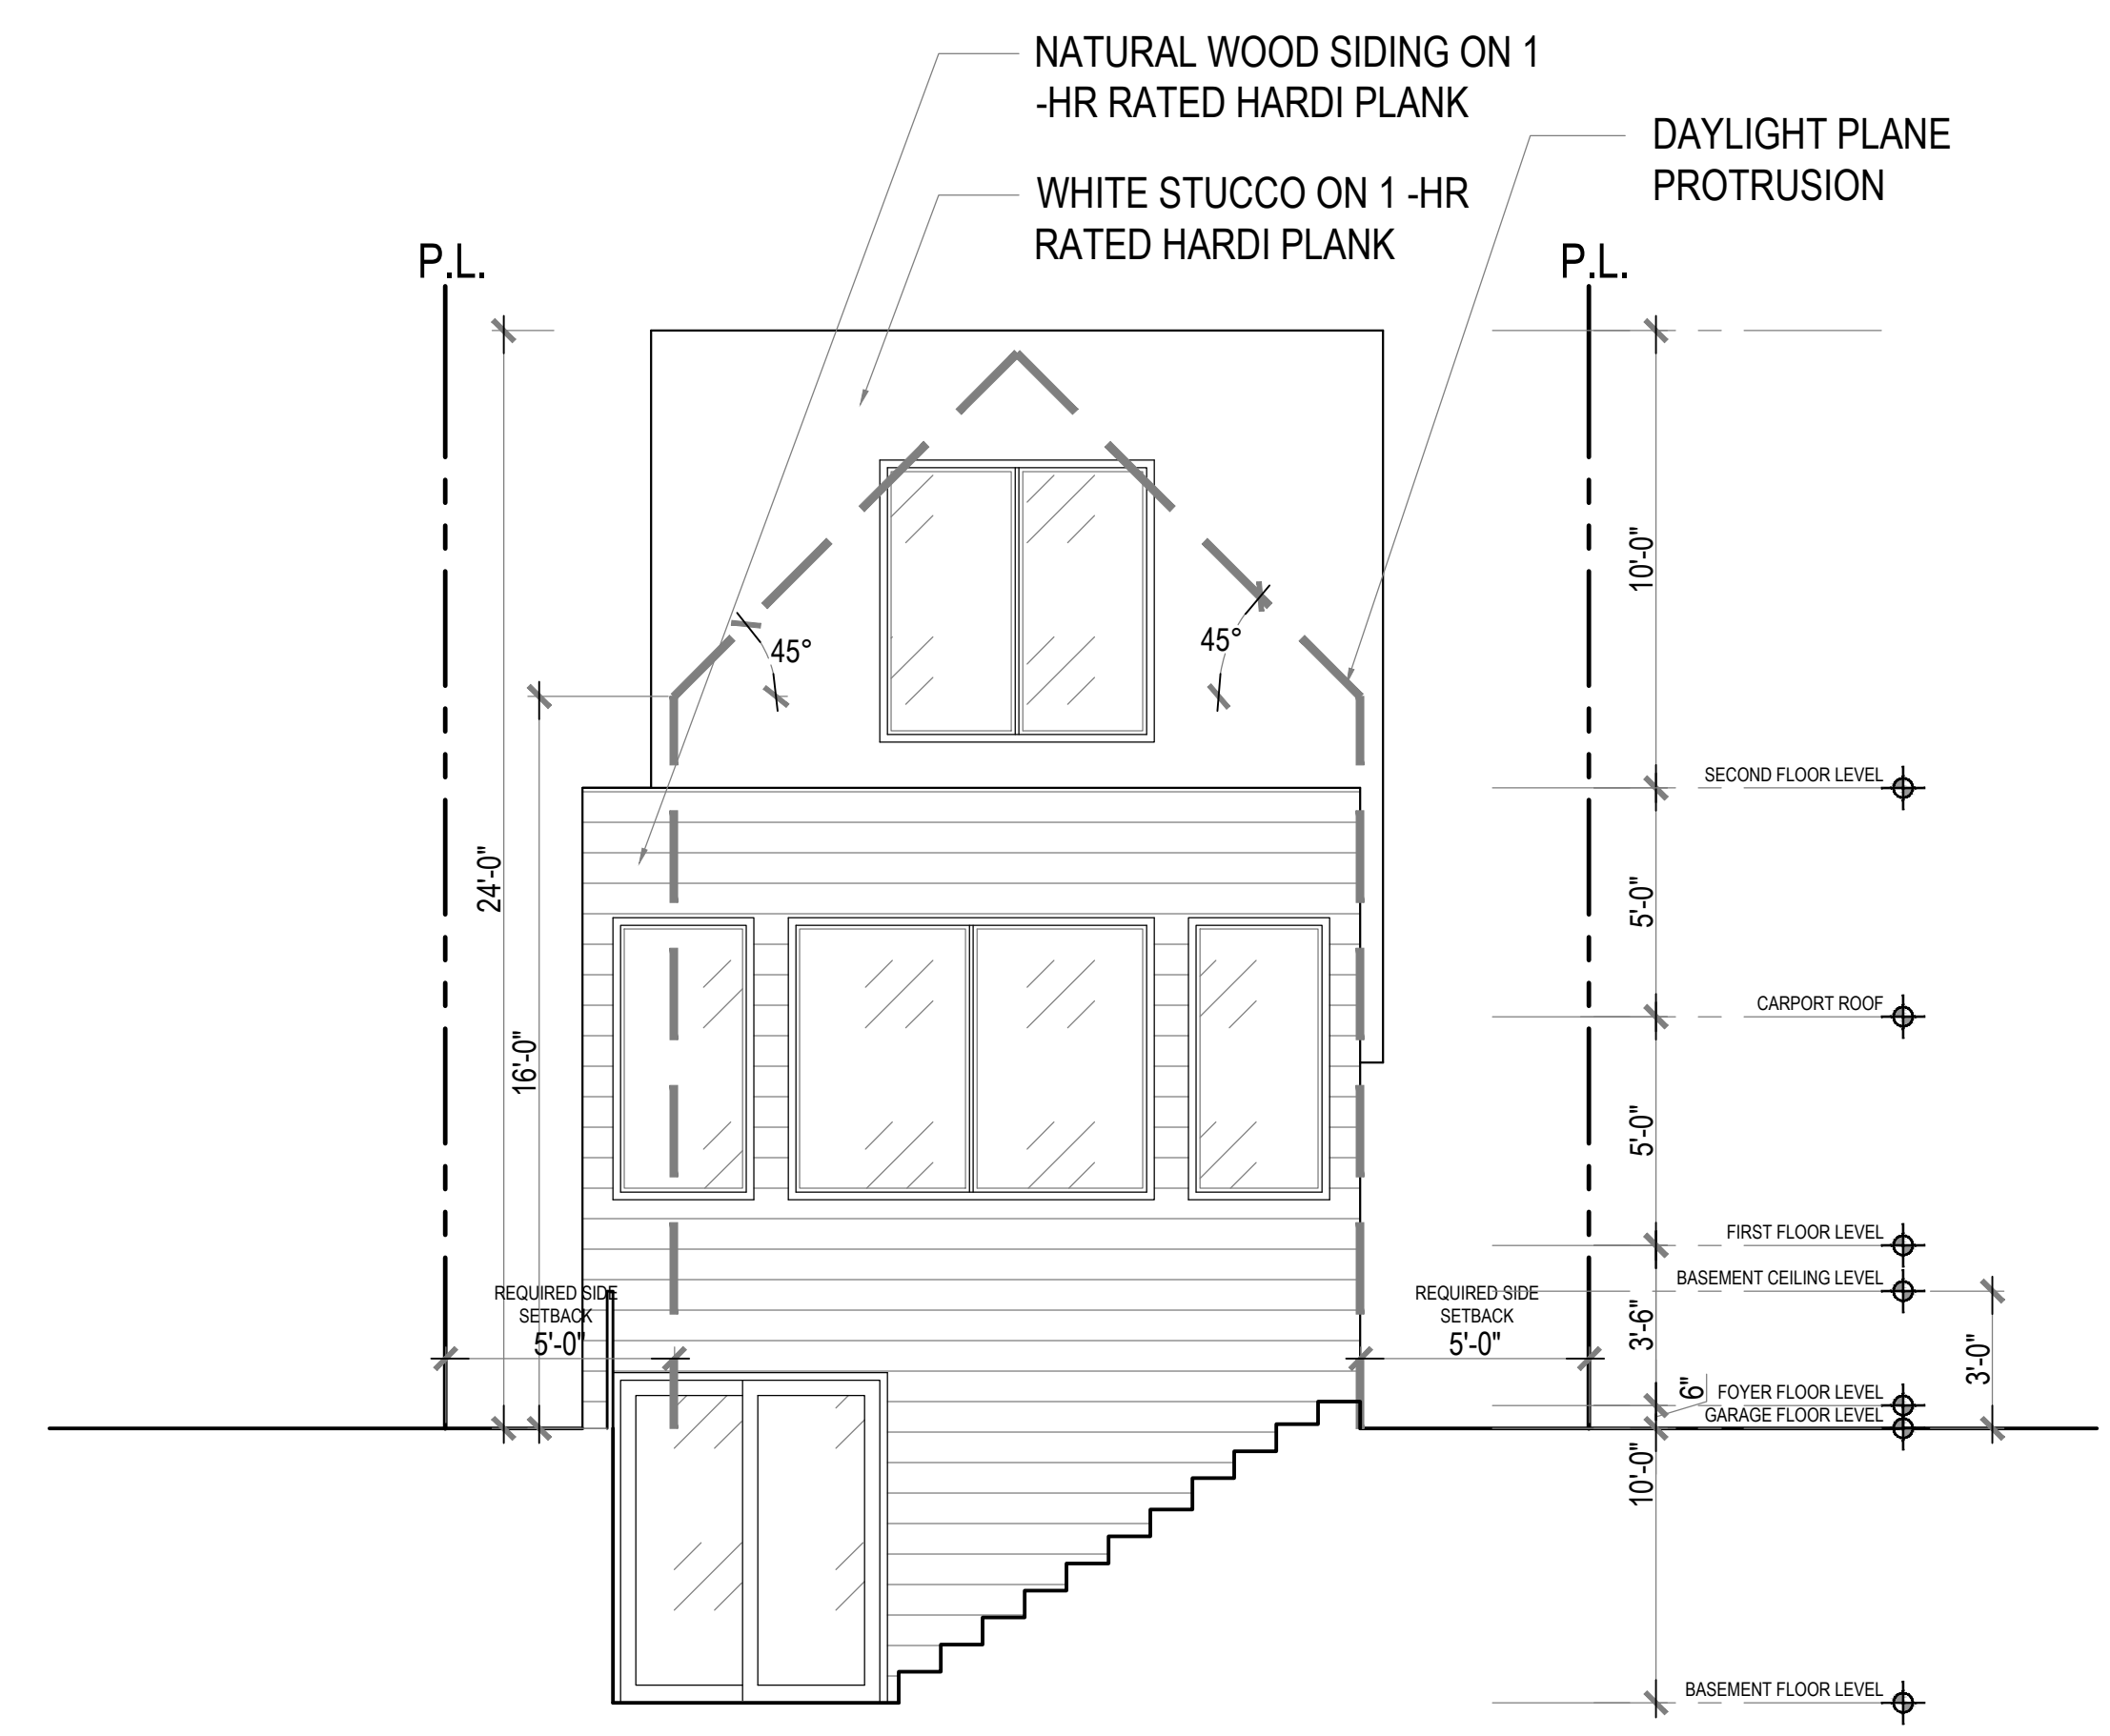 NATURAL WOOD SIDING ON 1
-HR RATED HARDI PLANK
DAYLIGHT PLANE
PROTRUSION
WHITE STUCCO ON 1 -HR
RATED HARDI PLANK
P.L.
P.L.
10'-0"
45°
45°
SECOND FLOOR LEVEL
24'-0"
5'-0"
CARPORT ROOF
16'-0"
5'-0"
FIRST FLOOR LEVEL
BASEMENT CEILING LEVEL
REQUIRED SIDE
SETBACK
5'-0"
REQUIRED SIDE
SETBACK
5'-0"
3'-6"
3'-0"
6"
FOYER FLOOR LEVEL
GARAGE FLOOR LEVEL
10'-0"
BASEMENT FLOOR LEVEL